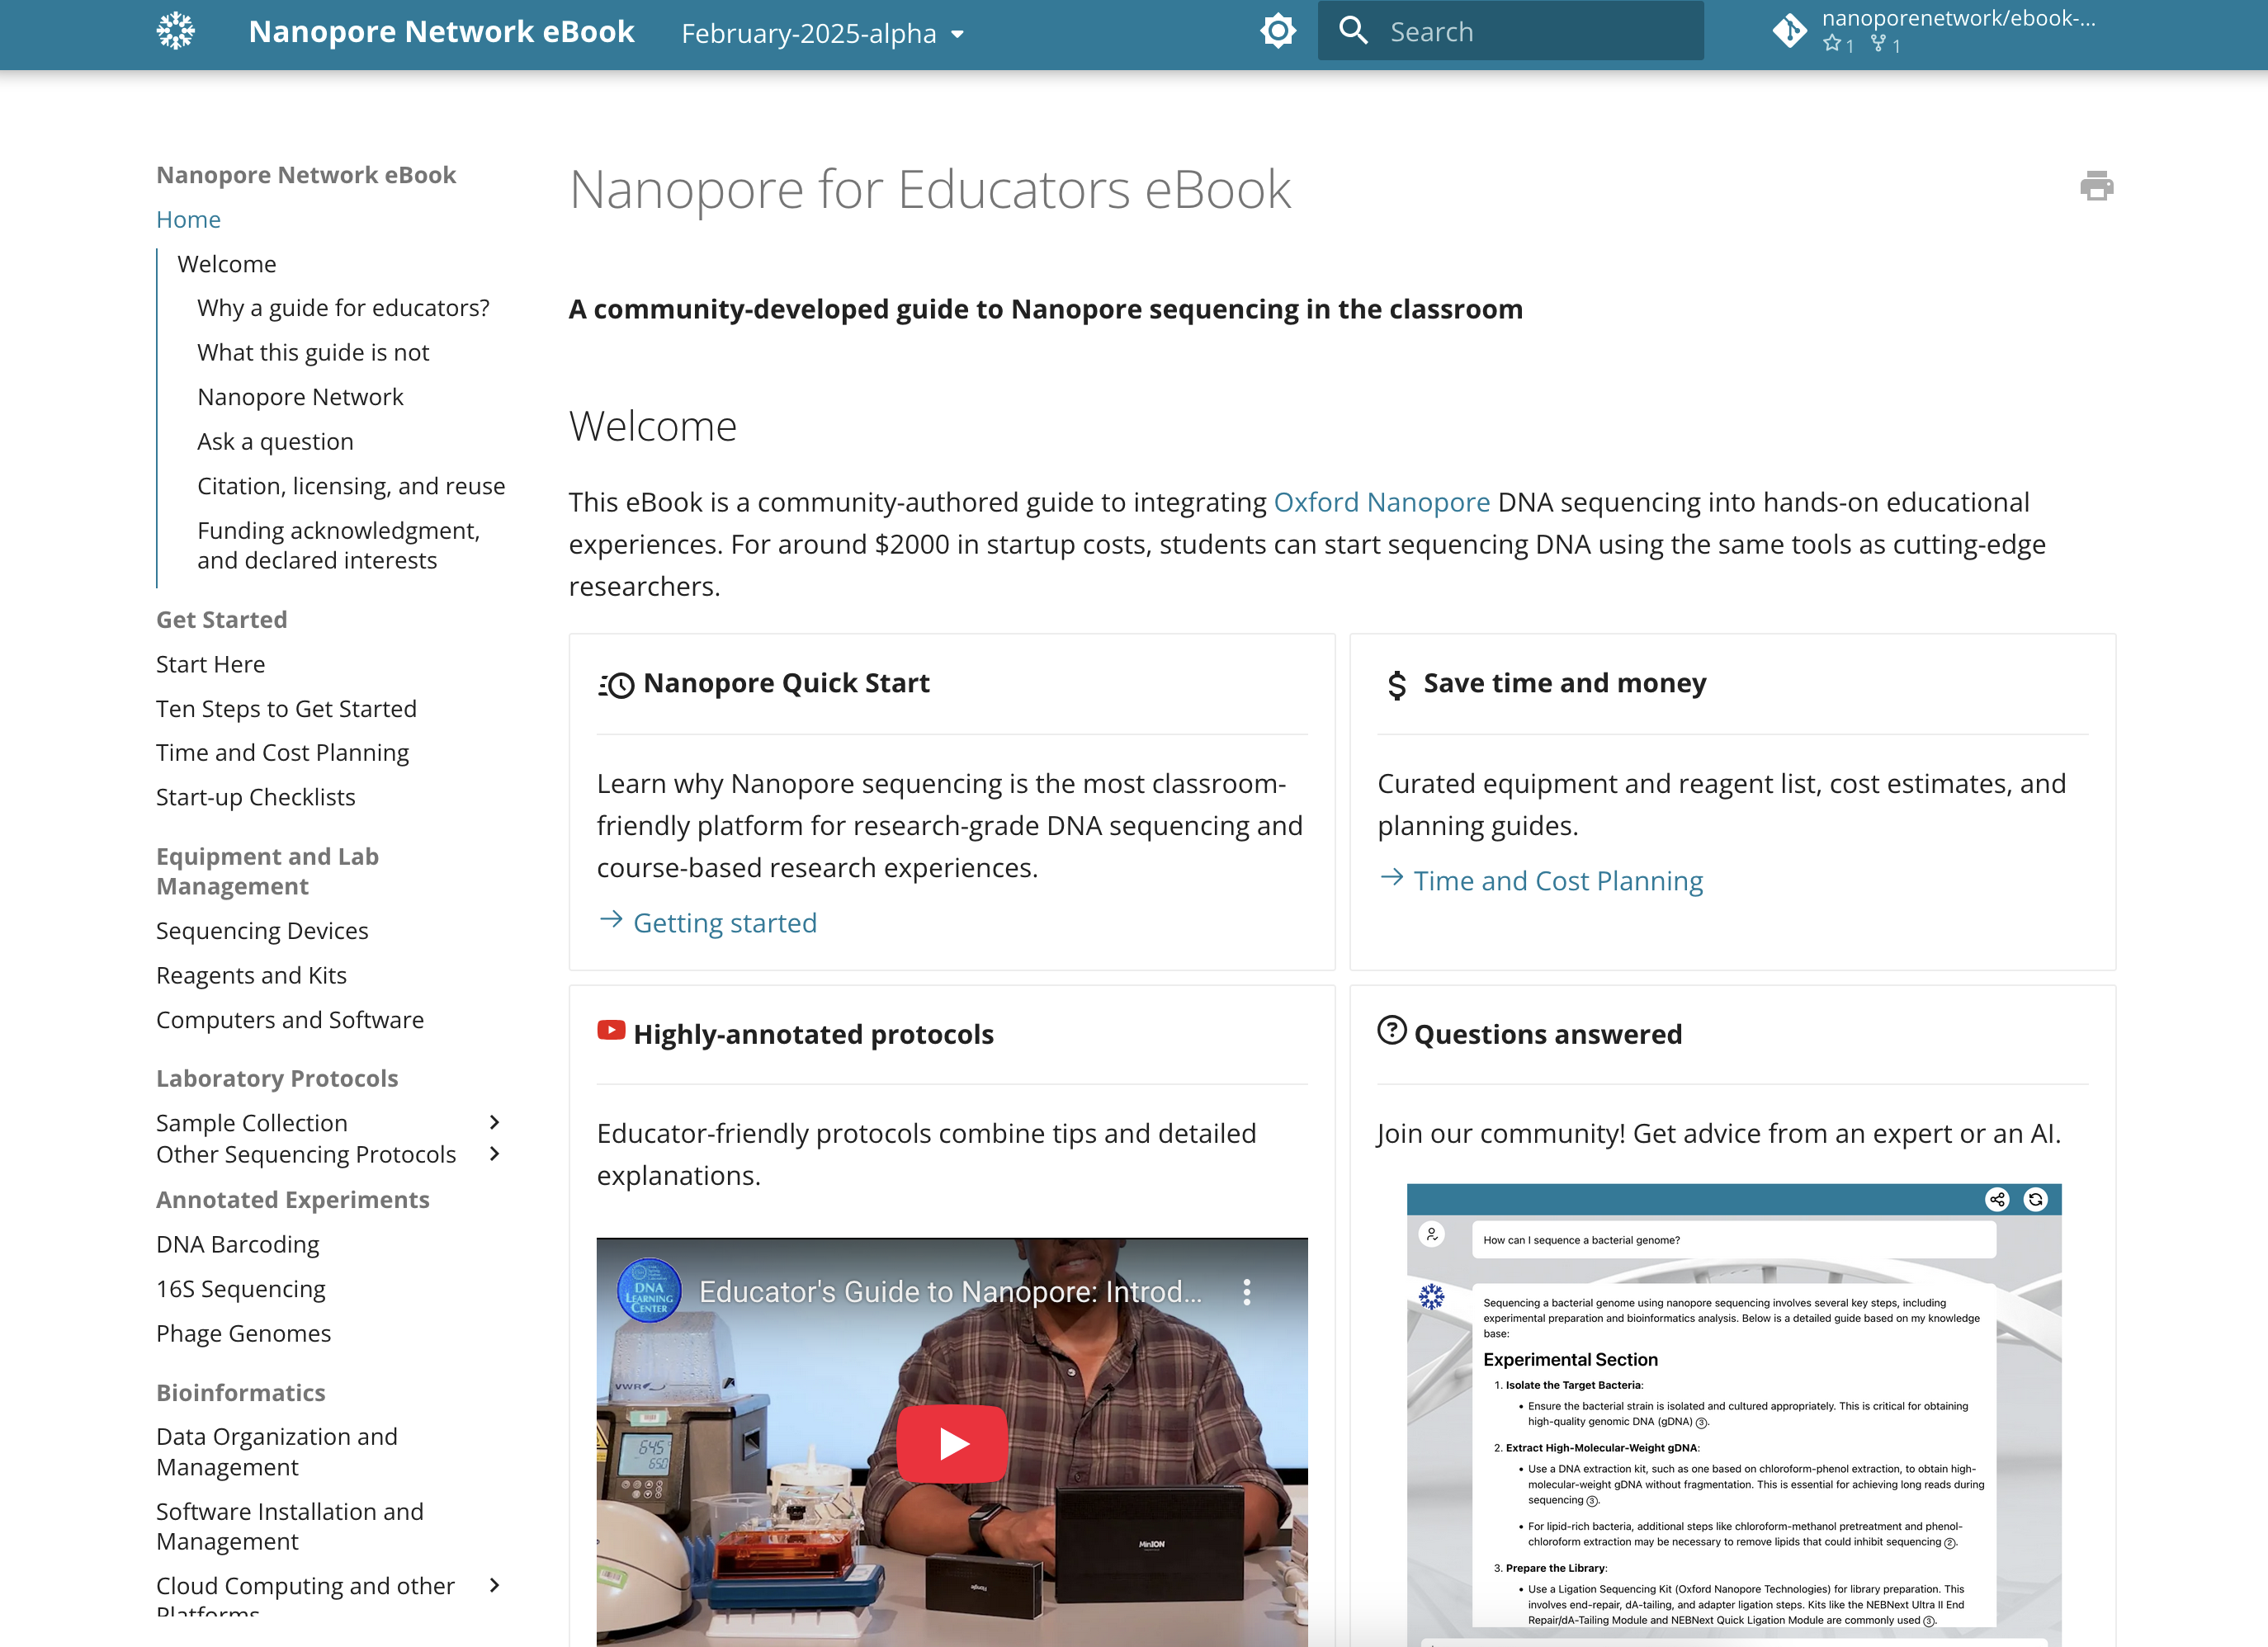 Nanopore Network eBook
February-2025-alpha
Search
nanoporenetwork/ebook-...
1 1
Nanopore Network eBook
Home
Welcome
Why a guide for educators?
What this guide is not
Nanopore Network
Ask a question
Citation, licensing, and reuse
Funding acknowledgment,
and declared interests
Get Started
Start Here
Ten Steps to Get Started
Time and Cost Planning
Start-up Checklists
Equipment and Lab
Management
Sequencing Devices
Reagents and Kits
Computers and Software
Laboratory Protocols
Sample Collection
Other Sequencing Protocols
Annotated Experiments
DNA Barcoding
16S Sequencing
Phage Genomes
Bioinformatics
Data Organization and
Management
Software Installation and
Management
Cloud Computing and other
Platforms
Nanopore for Educators eBook
A community-developed guide to Nanopore sequencing in the classroom
Welcome
This eBook is a community-authored guide to integrating Oxford Nanopore DNA sequencing into hands-on educational
experiences. For around $2000 in startup costs, students can start sequencing DNA using the same tools as cutting-edge
researchers.
Nanopore Quick Start
Learn why Nanopore sequencing is the most classroom-
friendly platform for research-grade DNA sequencing and
course-based research experiences.
Getting started
Save time and money
Curated equipment and reagent list, cost estimates, and
planning guides.
Time and Cost Planning
Highly-annotated protocols
Educator-friendly protocols combine tips and detailed
explanations.
DNA
LEARNING
CENTER
Educator's Guide to Nanopore: Introd...
VWR
645
650
MinION
Flongle
Questions answered
Join our community! Get advice from an expert or an AI.
How can I sequence a bacterial genome?
Sequencing a bacterial genome using nanopore sequencing involves several key steps, including
experimental preparation and bioinformatics analysis. Below is a detailed guide based on my knowledge
base:
Experimental Section
1. Isolate the Target Bacteria:
• Ensure the bacterial strain is isolated and cultured appropriately. This is critical for obtaining
high-quality genomic DNA (gDNA) ③.
2. Extract High-Molecular-Weight gDNA:
• Use a DNA extraction kit, such as one based on chloroform-phenol extraction, to obtain high-
molecular-weight gDNA without fragmentation. This is essential for achieving long reads during
sequencing ③.
• For lipid-rich bacteria, additional steps like chloroform-methanol pretreatment and phenol-
chloroform extraction may be necessary to remove lipids that could inhibit sequencing ②.
3. Prepare the Library:
• Use a Ligation Sequencing Kit (Oxford Nanopore Technologies) for library preparation. This
involves end-repair, dA-tailing, and adapter ligation steps. Kits like the NEBNext Ultra II End
Repair/dA-Tailing Module and NEBNext Quick Ligation Module are commonly used ③.